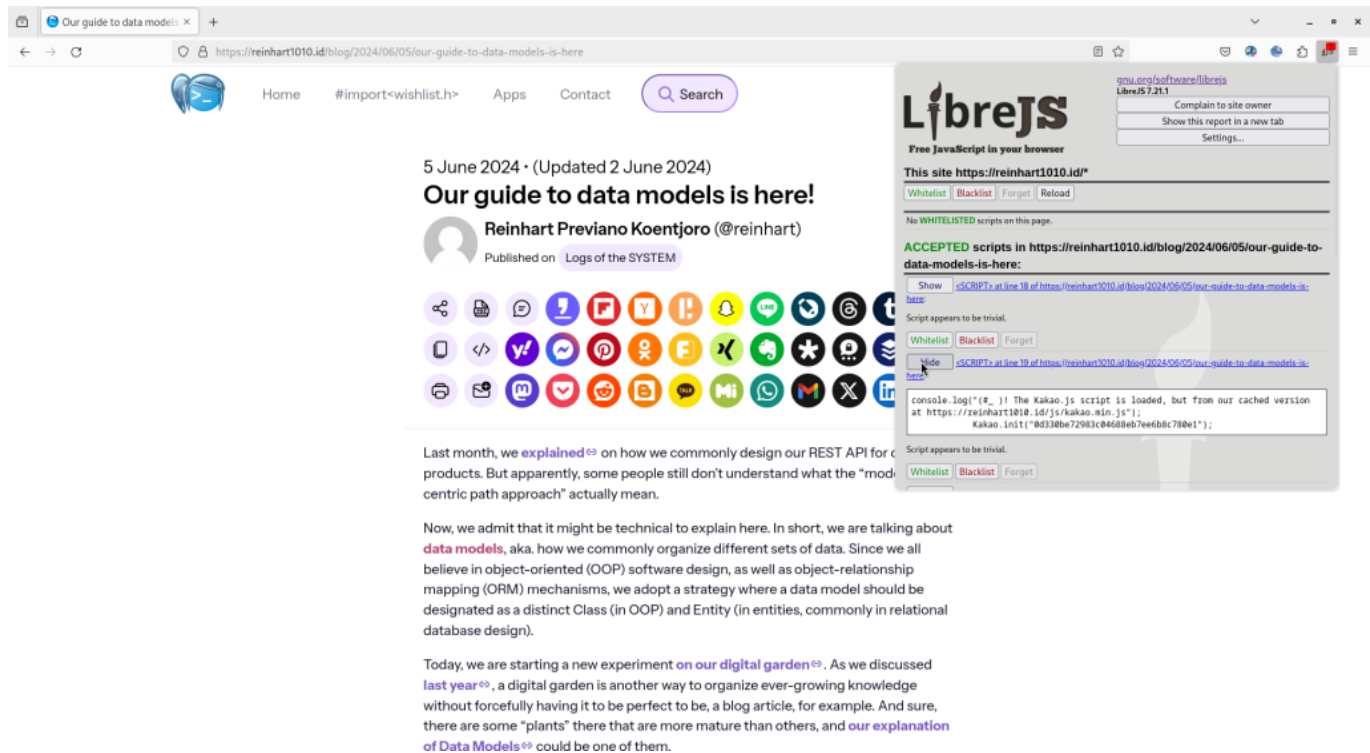 Our guide to data models
https://reinhart1010.id/blog/2024/06/05/our-guide-to-data-models-is-here
Home #import<wishlist.h> Apps Contact Search
5 June 2024 · (Updated 2 June 2024)
Our guide to data models is here!
Reinhart Previano Koentjoro (@reinhart)
Published on Logs of the SYSTEM
Last month, we explained on how we commonly design our REST API for
products. But apparently, some people still don’t understand what the “mod
centric path approach” actually mean.
Now, we admit that it might be technical to explain here. In short, we are talking about
data models, aka. how we commonly organize different sets of data. Since we all
believe in object-oriented (OOP) software design, as well as object-relationship
mapping (ORM) mechanisms, we adopt a strategy where a data model should be
designated as a distinct Class (in OOP) and Entity (in entities, commonly in relational
database design).
Today, we are starting a new experiment on our digital garden. As we discussed
last year, a digital garden is another way to organize ever-growing knowledge
without forcefully having it to be perfect to be, a blog article, for example. And sure,
there are some “plants” there that are more mature than others, and our explanation
of Data Models could be one of them.
LibreJS
Free JavaScript in your browser
gnu.org/software/librejs
LibreJS 7.21.1
Complain to site owner
Show this report in a new tab
Settings...
This site https://reinhart1010.id/*
Whitelist Blacklist Forget Reload
No WHITELISTED scripts on this page.
ACCEPTED scripts in https://reinhart1010.id/blog/2024/06/05/our-guide-to-
data-models-is-here:
Show <SCRIPT> at line 18 of https://reinhart1010.id/blog/2024/06/05/our-guide-to-data-models-is-
here:
Script appears to be trivial.
Whitelist Blacklist Forget
Hide <SCRIPT> at line 19 of https://reinhart1010.id/blog/2024/06/05/our-guide-to-data-models-is-
here:
console.log("(#_ )! The Kakao.js script is loaded, but from our cached version
at https://reinhart1010.id/js/kakao.min.js");
Kakao.init("0d330be72983c04688eb7ee6b8c780e1");
Script appears to be trivial.
Whitelist Blacklist Forget